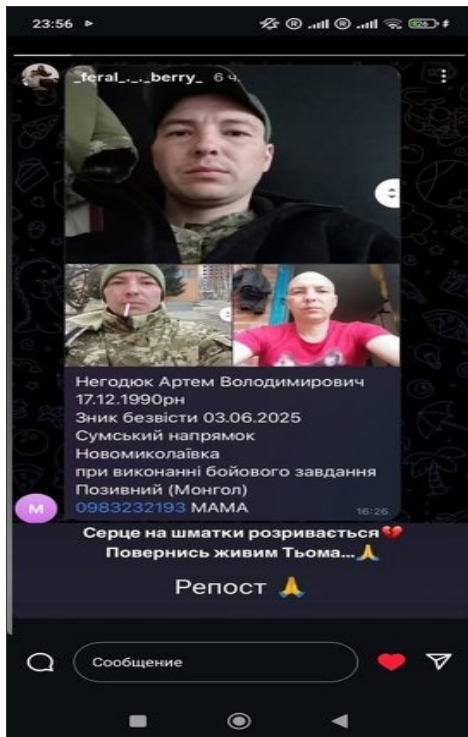 23:56
_feral_._._berry_ 6 ч.
Негодюк Артем Володимирович
17.12.1990рн
Зник безвісти 03.06.2025
Сумський напрямок
Новомиколаївка
при виконанні бойового завдання
Позивний (Монгол)
0983232193 МАМА
16:26
М
Серце на шматки розривається💔
Повернись живим Тьома...🙏
Репост 🙏
Сообщение